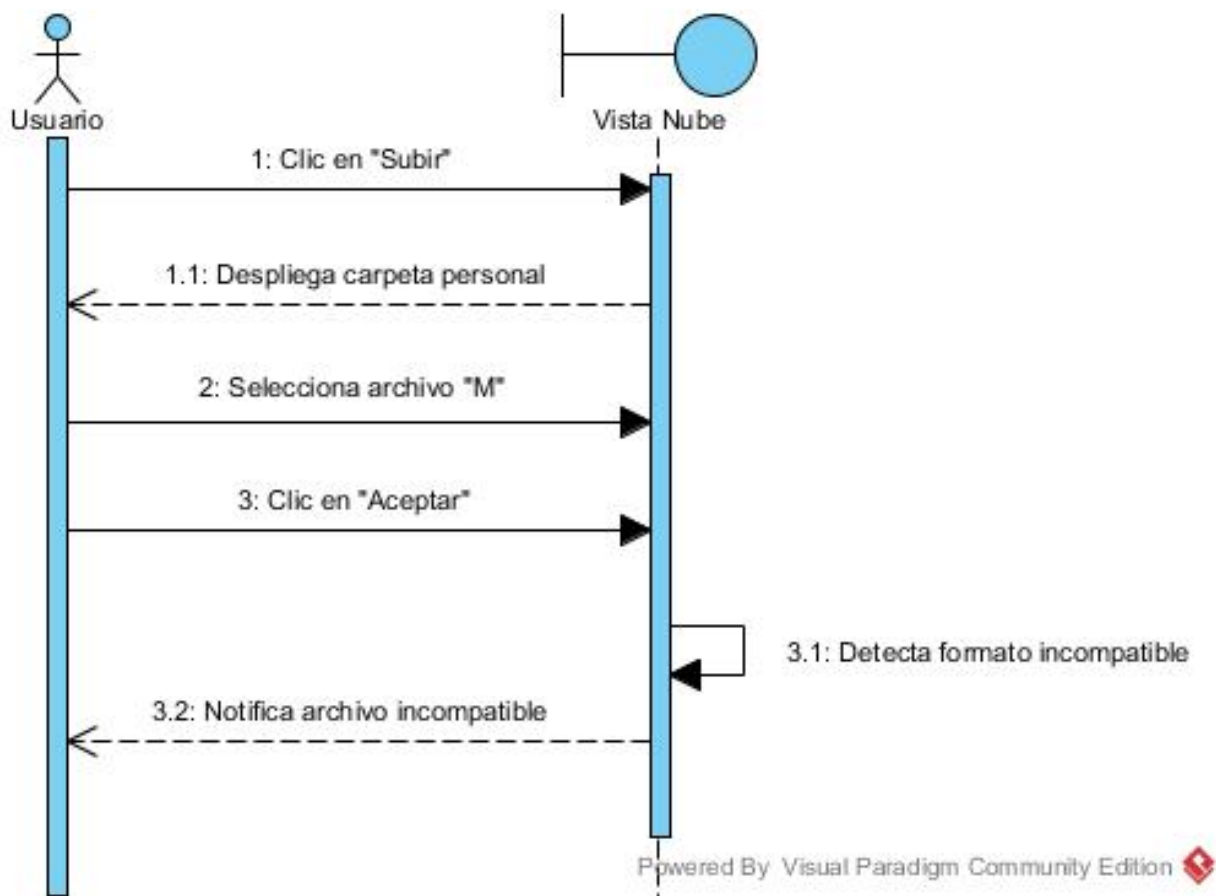 Usuario
Vista Nube
1: Clic en "Subir"
1.1: Despliega carpeta personal
2: Selecciona archivo "M"
3: Clic en "Aceptar"
3.1: Detecta formato incompatible
3.2: Notifica archivo incompatible
Powered By Visual Paradigm Community Edition